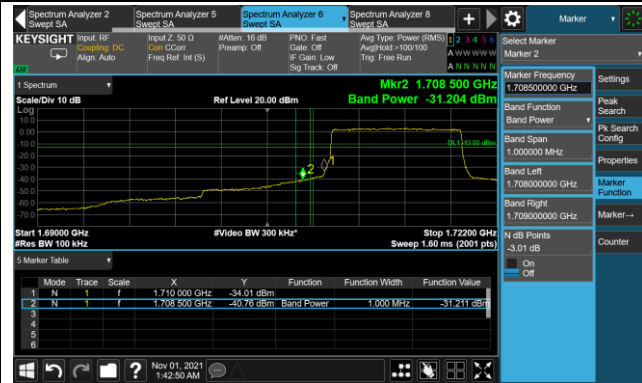 Spectrum Analyzer 2
Swept SA
Spectrum Analyzer 5
Swept SA
Spectrum Analyzer 6
Swept SA
Spectrum Analyzer 8
Swept SA
Marker
KEYSIGHT
Input: RF
Coupling: DC
Align: Auto
Input Z: 50 Ω
Corr CCorr
Freq Ref: Int (S)
#Atten: 16 dB
Preamp: Off
PNO: Fast
Gate: Off
IF Gain: Low
Sig Track: Off
Avg Type: Power (RMS)
Avg|Hold:>100/100
Trig: Free Run
1 2 3 4 5 6
A W W W W W
A N N N N N
Select Marker
Marker 2
1 Spectrum
Scale/Div 10 dB
Ref Level 20.00 dBm
Mkr2 1.708 500 GHz
Band Power -31.204 dBm
Log
10.0
0.00
-10.0
-20.0
-30.0
-40.0
-50.0
-60.0
-70.0
DL1 -13.00 dBm
2
Start 1.69000 GHz
#Video BW 300 kHz*
Stop 1.72200 GHz
#Res BW 100 kHz
Sweep 1.60 ms (2001 pts)
5 Marker Table
Mode Trace Scale X Y Function Function Width Function Value
1 N 1 f 1.710 000 GHz -34.01 dBm
2 N 1 f 1.708 500 GHz -40.76 dBm Band Power 1.000 MHz -31.211 dBm
3
4
5
6
Marker Frequency
1.708500000 GHz
Band Function
Band Power
Band Span
1.000000 MHz
Band Left
1.708000000 GHz
Band Right
1.709000000 GHz
N dB Points
-3.01 dB
On
Off
Settings
Peak
Search
Pk Search
Config
Properties
Marker
Function
Marker→
Counter
?
Nov 01, 2021
1:42:50 AM